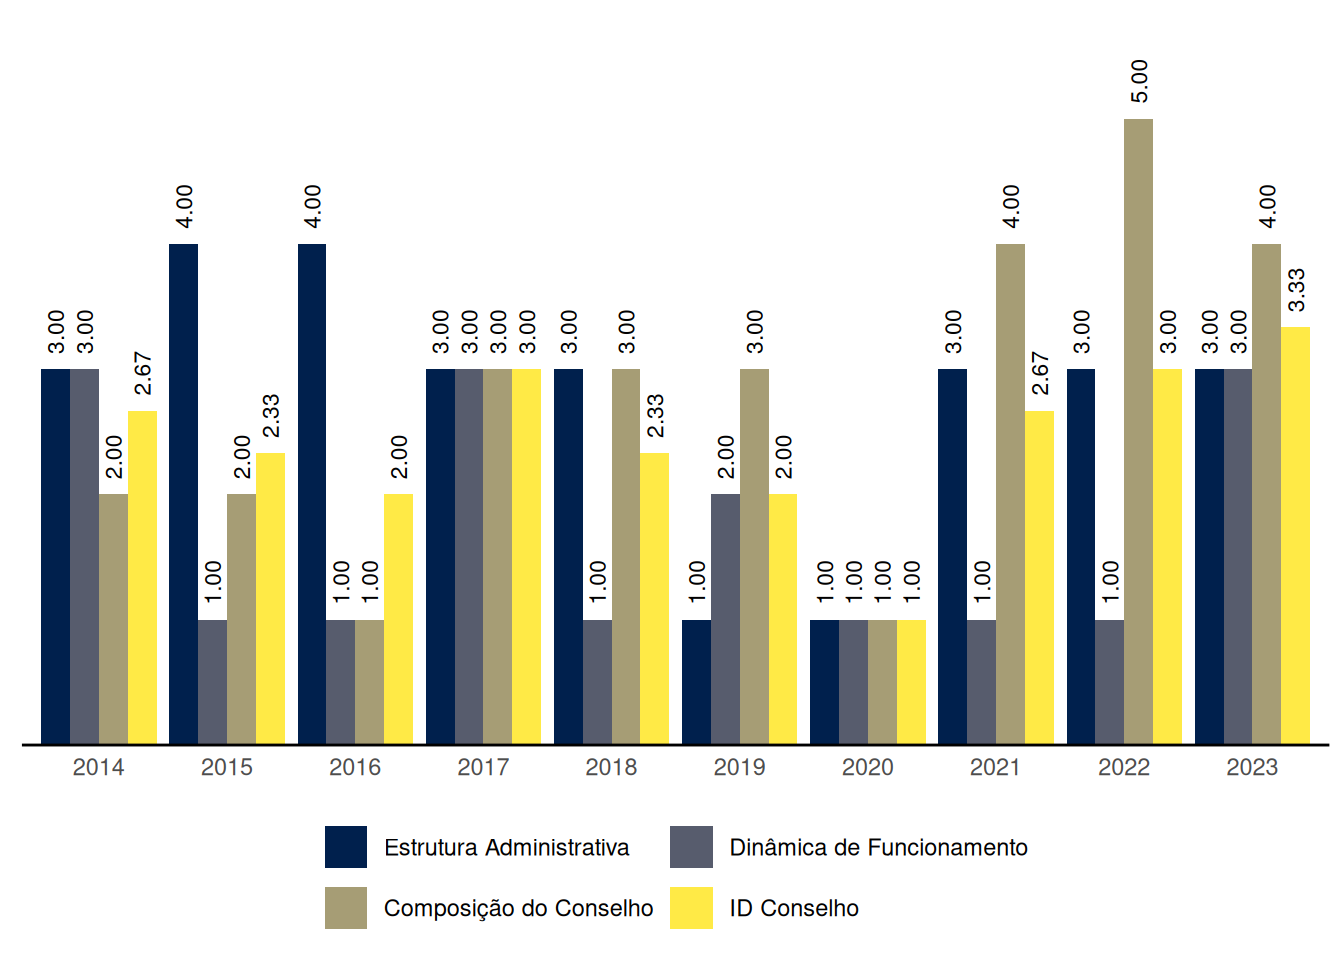 3.00 3.00 2.00 2.67
4.00 1.00 2.00 2.33
4.00 1.00 1.00 2.00
3.00 3.00 3.00 3.00
3.00 1.00 3.00 2.33
1.00 2.00 3.00 2.00
1.00 1.00 1.00 1.00
3.00 1.00 4.00 2.67
3.00 1.00 5.00 3.00
3.00 3.00 4.00 3.33
2014 2015 2016 2017 2018 2019 2020 2021 2022 2023
Estrutura Administrativa Dinâmica de Funcionamento
Composição do Conselho ID Conselho